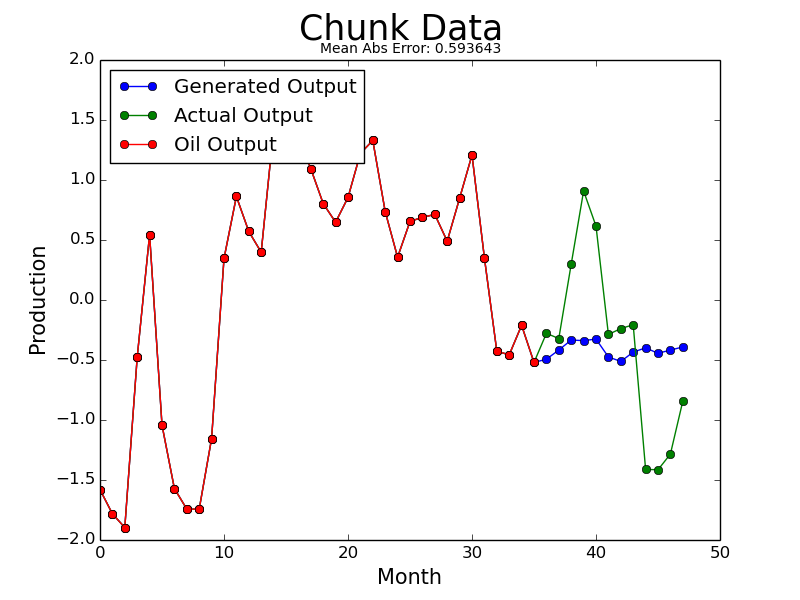 Chunk Data
Mean Abs Error: 0.593643
2.0
1.5
1.0
0.5
0.0
−0.5
−1.0
−1.5
−2.0
Generated Output
Actual Output
Oil Output
Production
0 10 20 30 40 50
Month